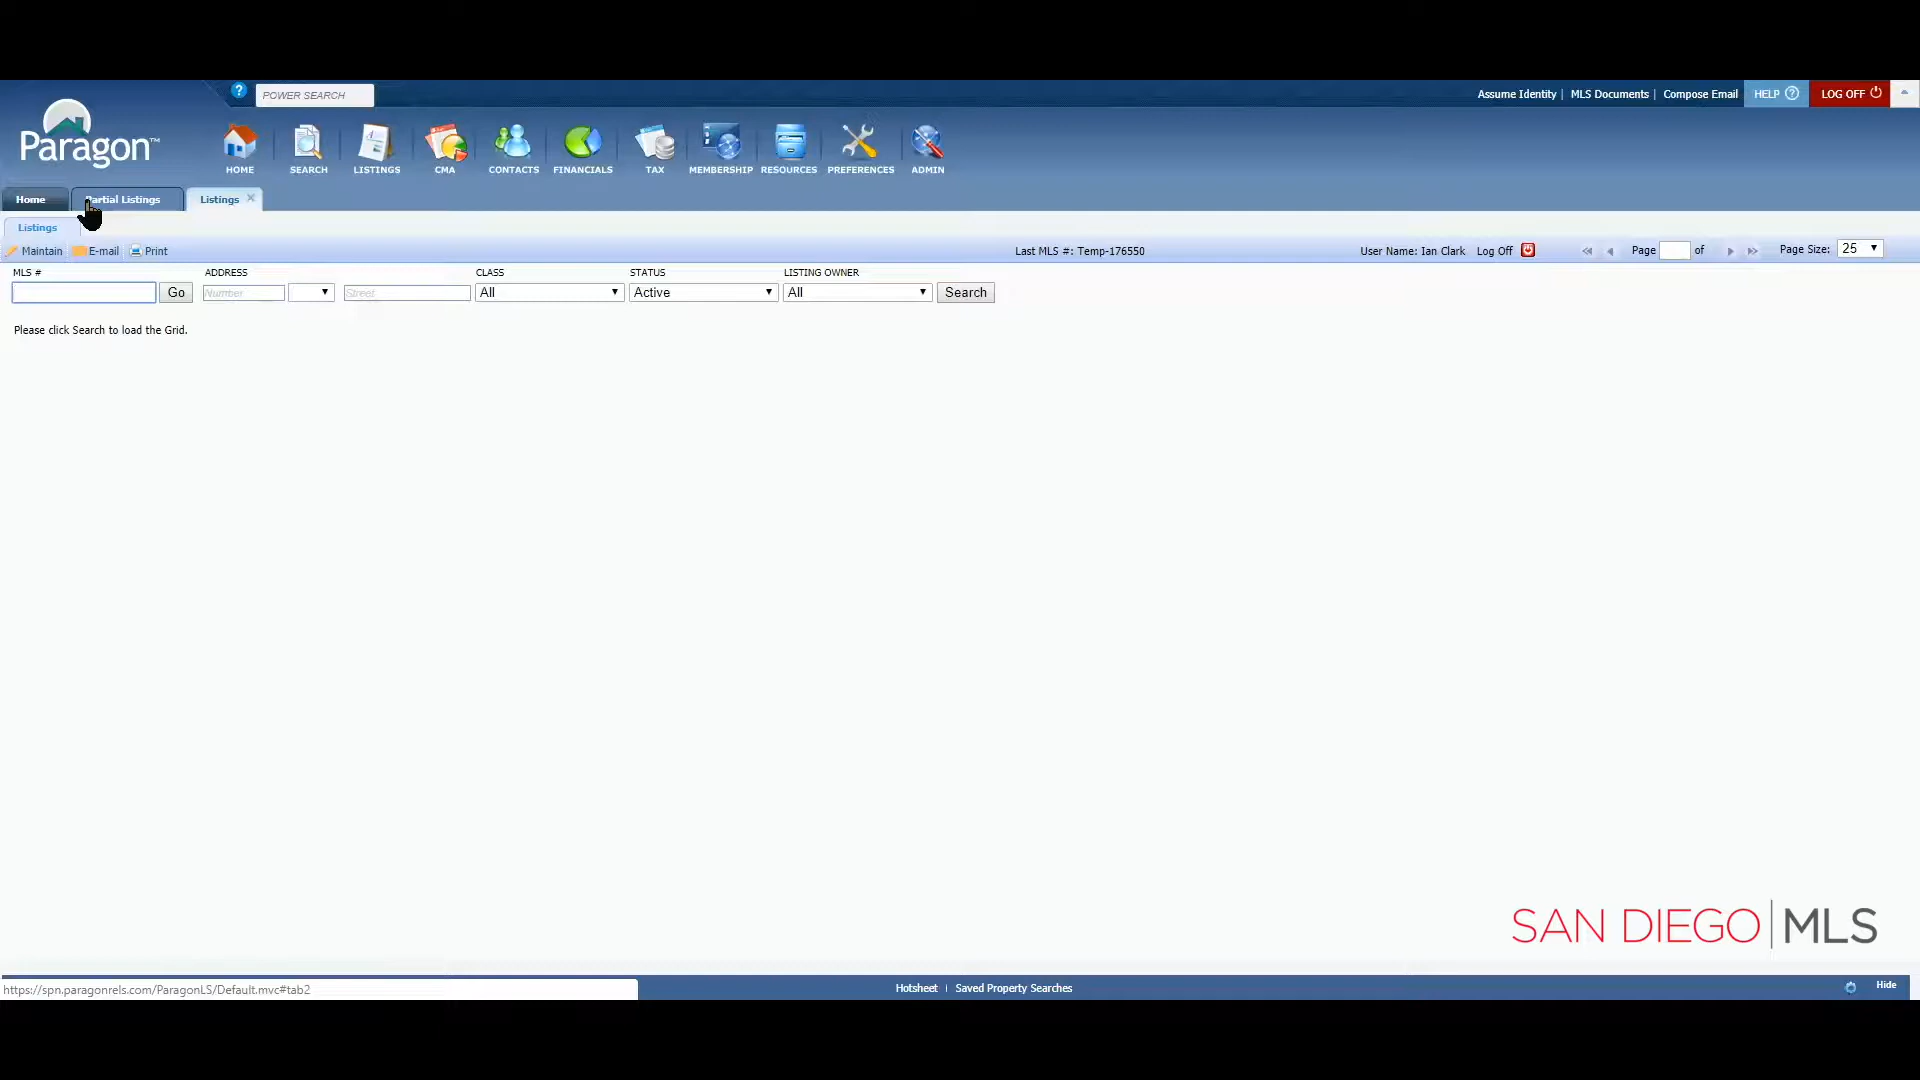 POWER SEARCH
Assume Identity | MLS Documents | Compose Email HELP ? LOG OFF
Paragon™
HOME SEARCH LISTINGS CMA CONTACTS FINANCIALS TAX MEMBERSHIP RESOURCES PREFERENCES ADMIN
Home Partial Listings Listings
Listings
Maintain E-mail Print Last MLS #: Temp-176550 User Name: Ian Clark Log Off Page of Page Size: 25
MLS # ADDRESS CLASS STATUS LISTING OWNER
Go Number Street All Active All Search
Please click Search to load the Grid.
SAN DIEGO|MLS
https://spn.paragonrels.com/ParagonLS/Default.mvc#tab2 Hotsheet | Saved Property Searches Hide